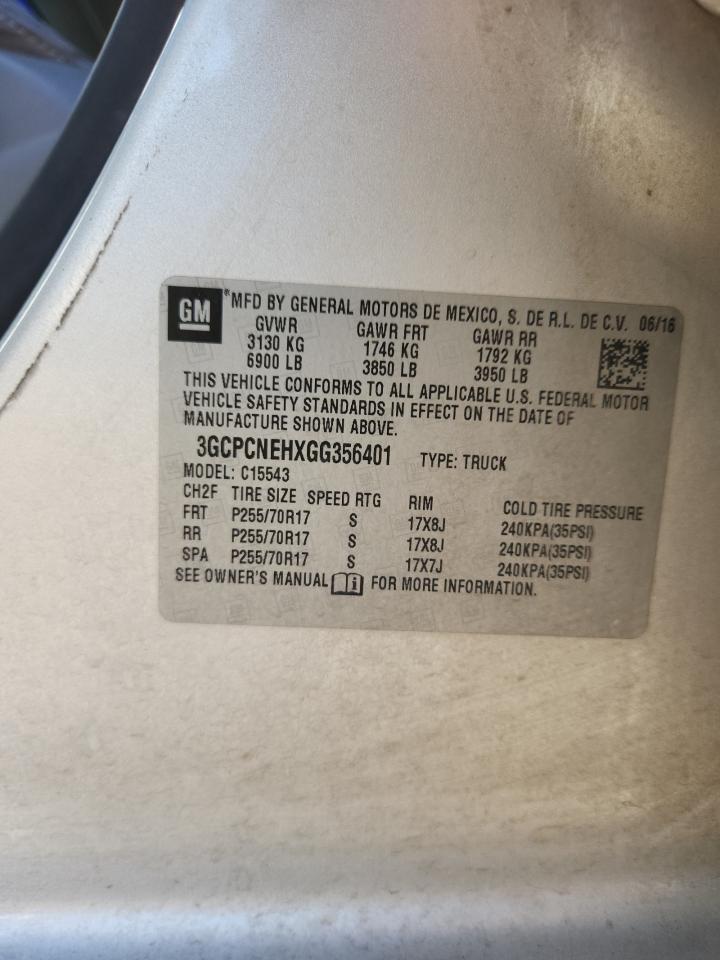 GM
*MFD BY GENERAL MOTORS DE MEXICO, S. DE R.L. DE C.V. 06/16
GVWR GAWR FRT GAWR RR
3130 KG 1746 KG 1792 KG
6900 LB 3850 LB 3950 LB
THIS VEHICLE CONFORMS TO ALL APPLICABLE U.S. FEDERAL MOTOR
VEHICLE SAFETY STANDARDS IN EFFECT ON THE DATE OF
MANUFACTURE SHOWN ABOVE.
3GCPCNEHXGG356401 TYPE: TRUCK
MODEL: C15543
CH2F TIRE SIZE SPEED RTG RIM COLD TIRE PRESSURE
FRT P255/70R17 S 17X8J 240KPA(35PSI)
RR P255/70R17 S 17X8J 240KPA(35PSI)
SPA P255/70R17 S 17X7J 240KPA(35PSI)
SEE OWNER'S MANUAL i FOR MORE INFORMATION.